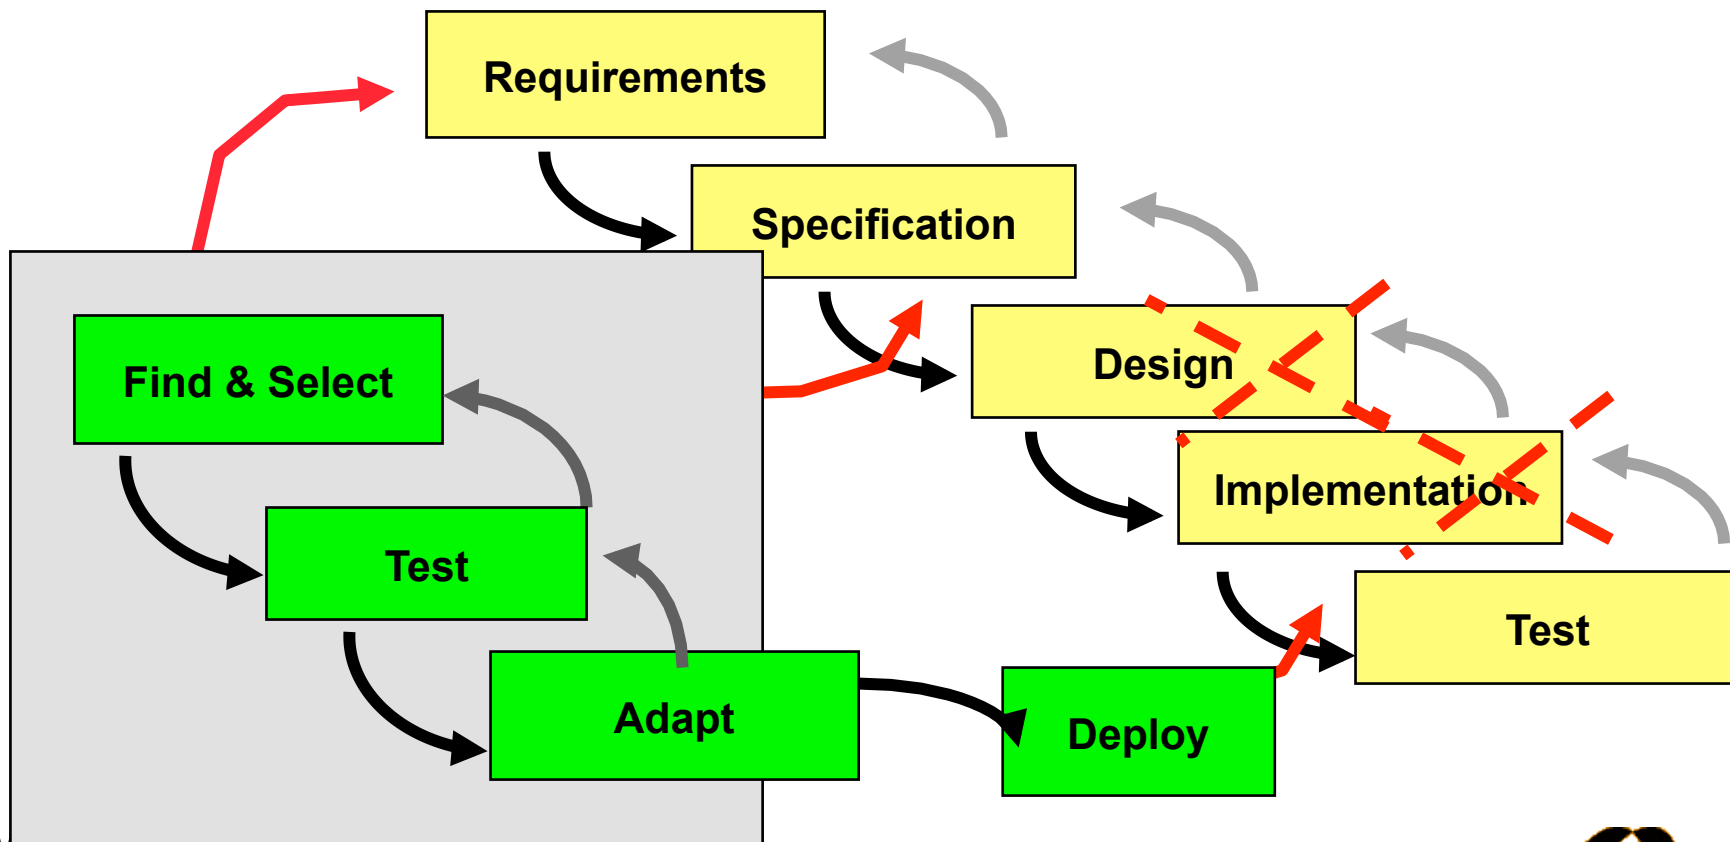 Requirements
Specification
Find & Select
Design
Implementation
Test
Test
Adapt
Deploy